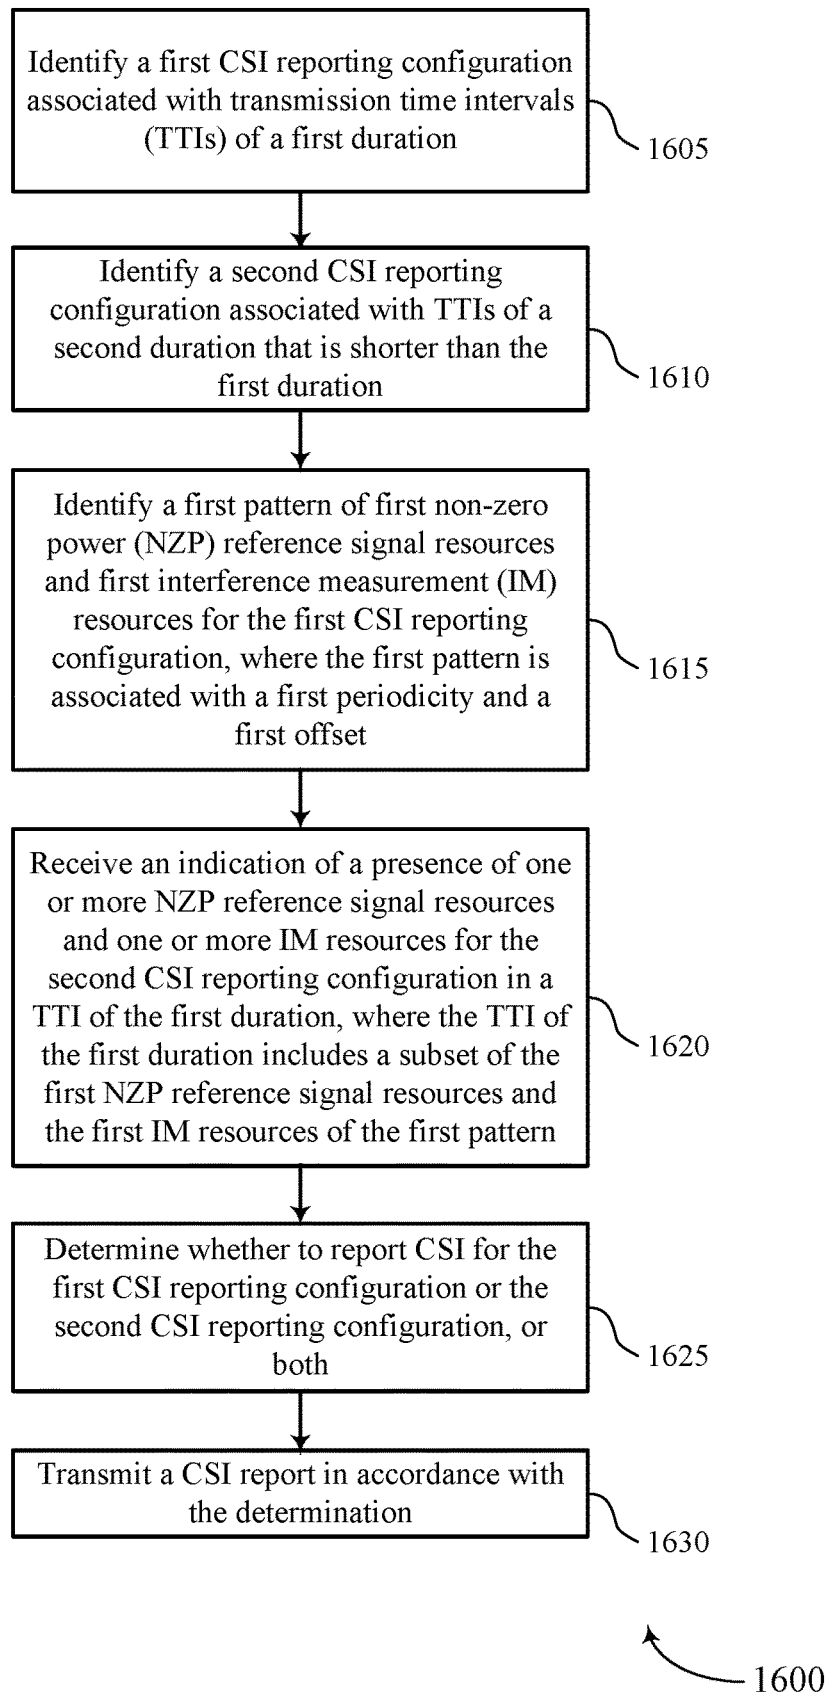 Identify a first CSI reporting configuration
associated with transmission time intervals
(TTIs) of a first duration
1605
Identify a second CSI reporting
configuration associated with TTIs of a
second duration that is shorter than the
first duration
1610
Identify a first pattern of first non-zero
power (NZP) reference signal resources
and first interference measurement (IM)
resources for the first CSI reporting
configuration, where the first pattern is
associated with a first periodicity and a
first offset
1615
Receive an indication of a presence of one
or more NZP reference signal resources
and one or more IM resources for the
second CSI reporting configuration in a
TTI of the first duration, where the TTI of
the first duration includes a subset of the
first NZP reference signal resources and
the first IM resources of the first pattern
1620
Determine whether to report CSI for the
first CSI reporting configuration or the
second CSI reporting configuration, or
both
1625
Transmit a CSI report in accordance with
the determination
1630
1600